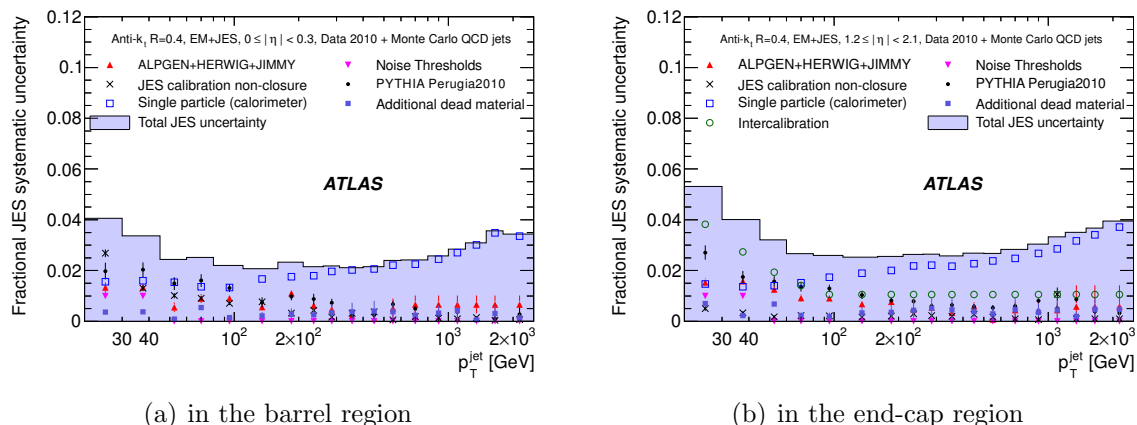 Fractional JES systematic uncertainty
0.12
0.1
0.08
0.06
0.04
0.02
0
Anti-k_t R=0.4, EM+JES, 0 ≤ | η | < 0.3, Data 2010 + Monte Carlo QCD jets
ALPGEN+HERWIG+JIMMY
Noise Thresholds
JES calibration non-closure
PYTHIA Perugia2010
Single particle (calorimeter)
Additional dead material
Total JES uncertainty
ATLAS
30 40 10² 2×10² 10³ 2×10³
p_T^jet [GeV]
(a) in the barrel region
Fractional JES systematic uncertainty
0.12
0.1
0.08
0.06
0.04
0.02
0
Anti-k_t R=0.4, EM+JES, 1.2 ≤ | η | < 2.1, Data 2010 + Monte Carlo QCD jets
ALPGEN+HERWIG+JIMMY
Noise Thresholds
JES calibration non-closure
PYTHIA Perugia2010
Single particle (calorimeter)
Additional dead material
Intercalibration
Total JES uncertainty
ATLAS
30 40 10² 2×10² 10³ 2×10³
p_T^jet [GeV]
(b) in the end-cap region